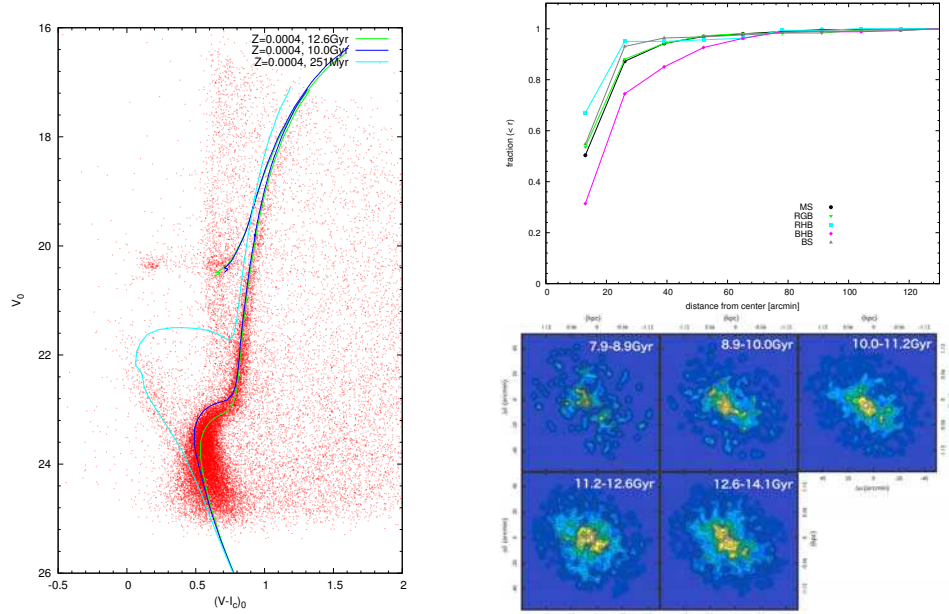 16
18
20
22
24
26
V0
-0.5
0
0.5
1
1.5
2
(V-Ic)0
Z=0.0004, 12.6Gyr
Z=0.0004, 10.0Gyr
Z=0.0004, 251Myr
1
0.8
0.6
0.4
0.2
0
fraction (< r)
0
20
40
60
80
100
120
distance from center [arcmin]
MS
RGB
RHB
BHB
BS
(kpc)
(kpc)
(kpc)
7.9-8.9Gyr
8.9-10.0Gyr
10.0-11.2Gyr
11.2-12.6Gyr
12.6-14.1Gyr
(kpc)